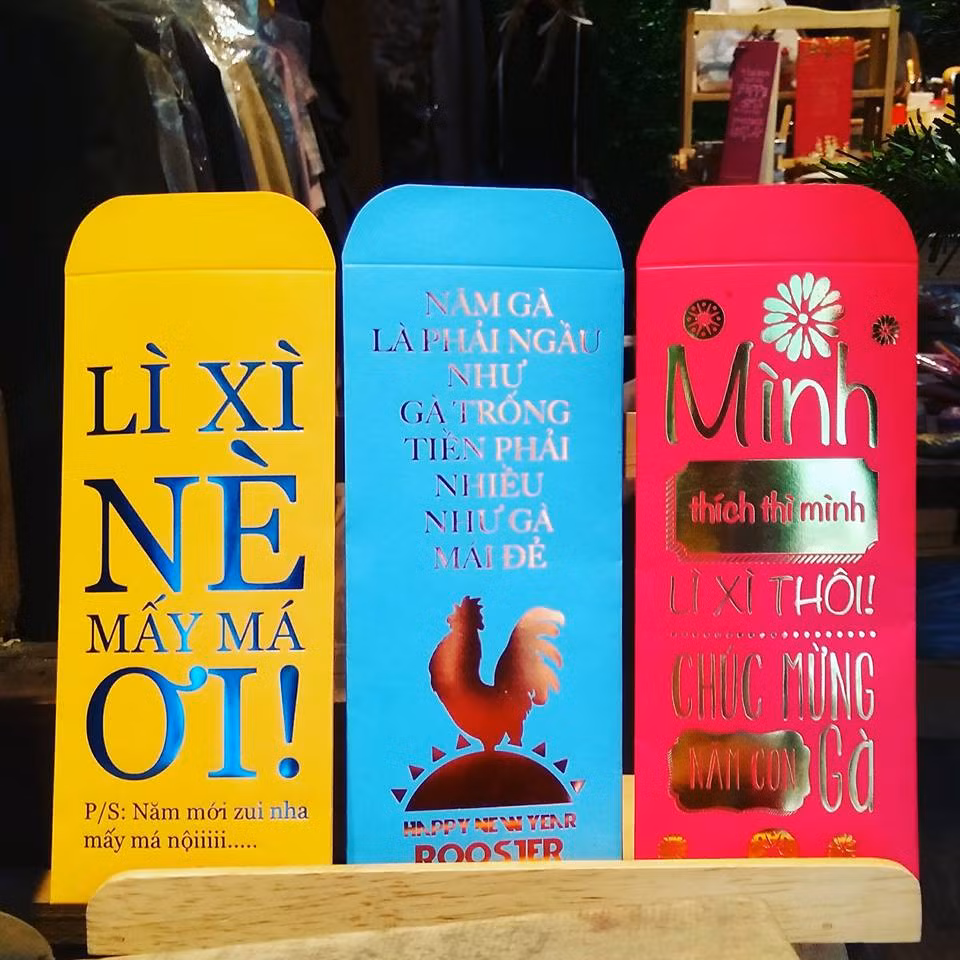 LÌ XÌ
NÈ
MẤY MÁ
ƠI!
P/S: Năm mới zui nha
mấy má nộiiiii.....
NĂM GÀ
LÀ PHẢI NGẦU
NHƯ
GÀ TRỐNG
TIỀN PHẢI
NHIỀU
NHƯ GÀ
MÁI ĐẺ
HAPPY NEW YEAR
ROOSTER
Mình
thích thì mình
LÌ XÌ THÔI!
CHÚC MỪNG
NĂM CON Gà